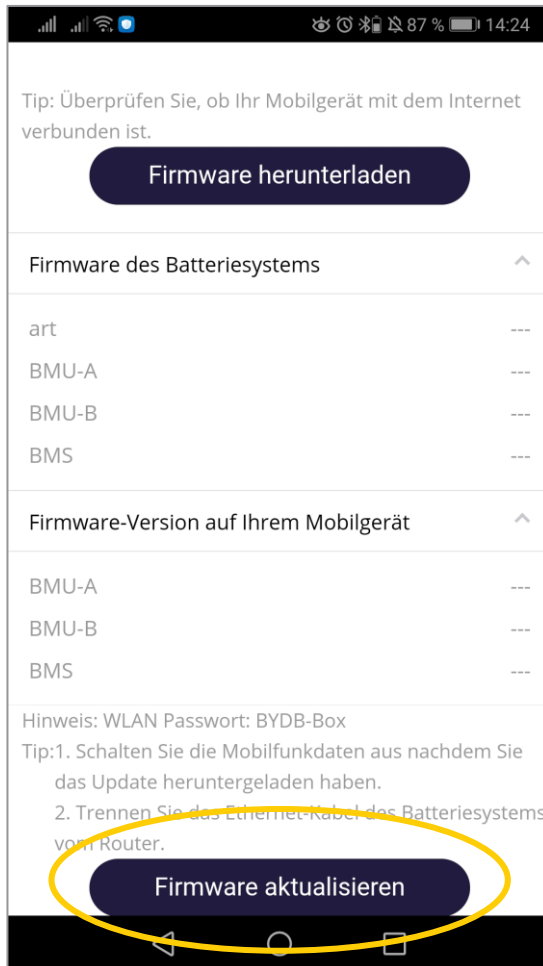 87 % 14:24
Tip: Überprüfen Sie, ob Ihr Mobilgerät mit dem Internet
verbunden ist.
Firmware herunterladen
Firmware des Batteriesystems
art ---
BMU-A ---
BMU-B ---
BMS ---
Firmware-Version auf Ihrem Mobilgerät
BMU-A ---
BMU-B ---
BMS ---
Hinweis: WLAN Passwort: BYDB-Box
Tip:1. Schalten Sie die Mobilfunkdaten aus nachdem Sie
das Update heruntergeladen haben.
2. Trennen Sie das Ethernet-Kabel des Batteriesystems
vom Router.
Firmware aktualisieren